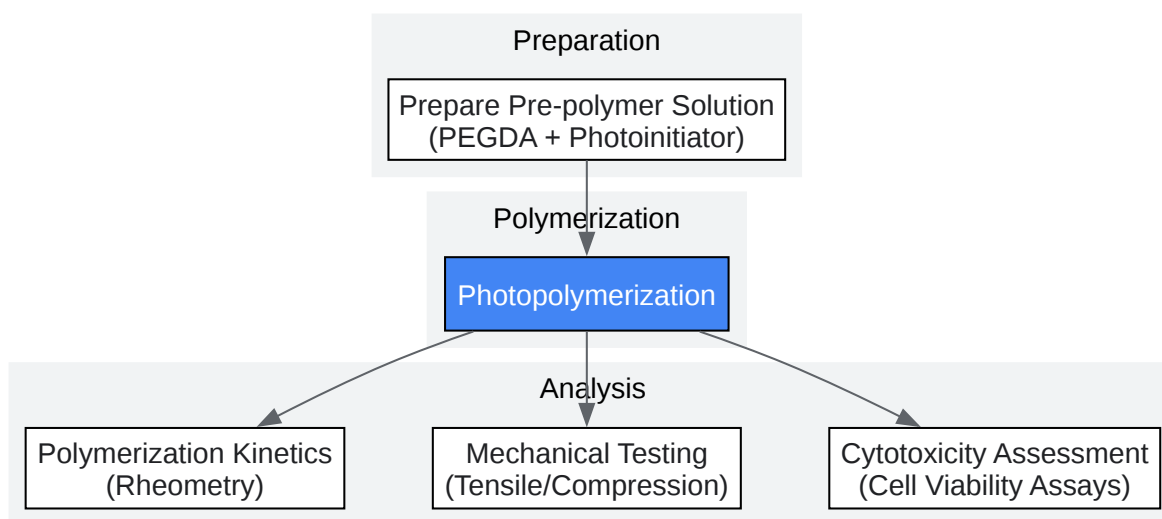 Preparation
Prepare Pre-polymer Solution
(PEGDA + Photoinitiator)
Polymerization
Photopolymerization
Analysis
Polymerization Kinetics
(Rheometry)
Mechanical Testing
(Tensile/Compression)
Cytotoxicity Assessment
(Cell Viability Assays)